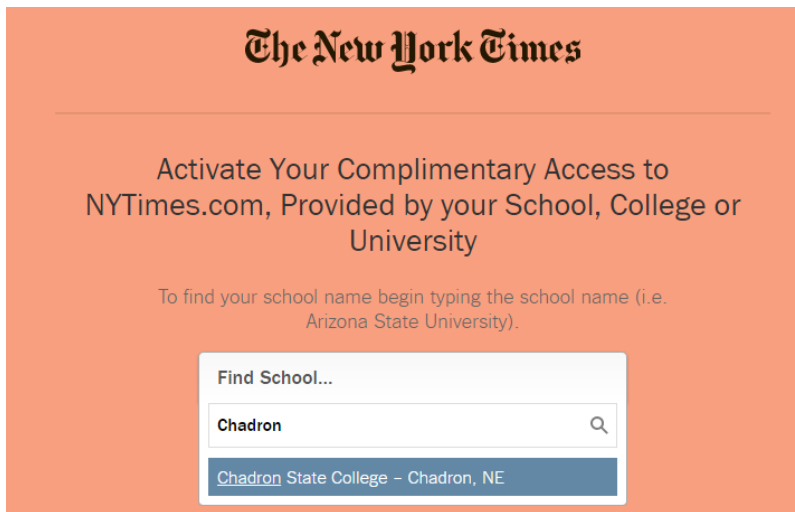 The New York Times
Activate Your Complimentary Access to
NYTimes.com, Provided by your School, College or
University
To find your school name begin typing the school name (i.e.
Arizona State University).
Find School...
Chadron
Chadron State College – Chadron, NE